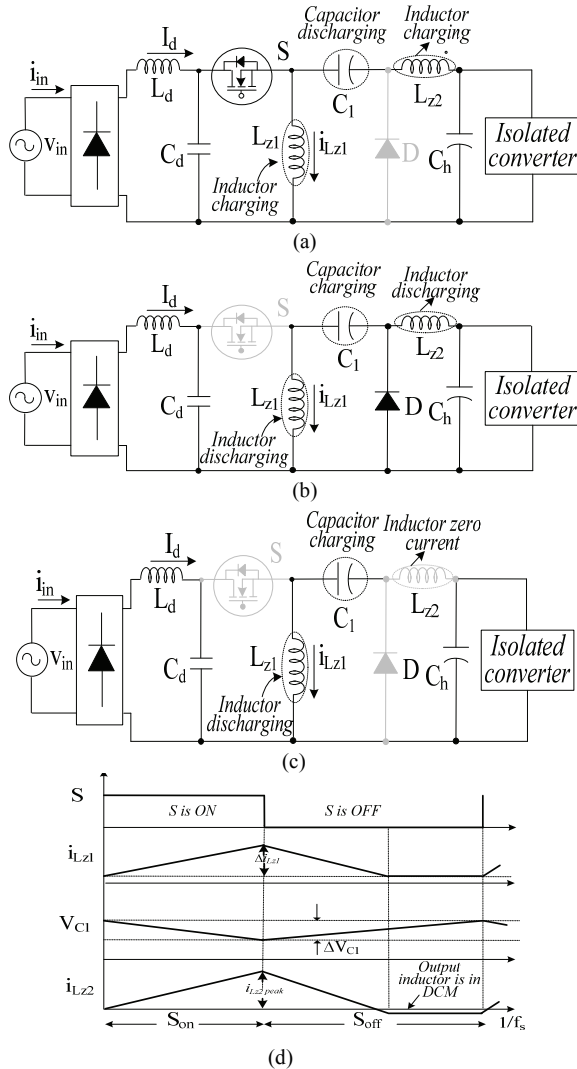 Capacitor discharging
Inductor charging
i_in
I_d
S
L_d
C_1
L_z2
v_in
C_d
L_z1
i_Lz1
D
C_h
Isolated converter
Inductor charging
(a)
Capacitor charging
Inductor discharging
i_in
I_d
S
L_d
C_1
L_z2
v_in
C_d
L_z1
i_Lz1
D
C_h
Isolated converter
Inductor discharging
(b)
Capacitor charging
Inductor zero current
i_in
I_d
S
L_d
C_1
L_z2
v_in
C_d
L_z1
i_Lz1
D
C_h
Isolated converter
Inductor discharging
(c)
S
S is ON
S is OFF
i_Lz1
Δi_Lz1
V_C1
ΔV_C1
i_Lz2
i_Lz2 peak
Output inductor is in DCM
S_on
S_off
1/f_s
(d)